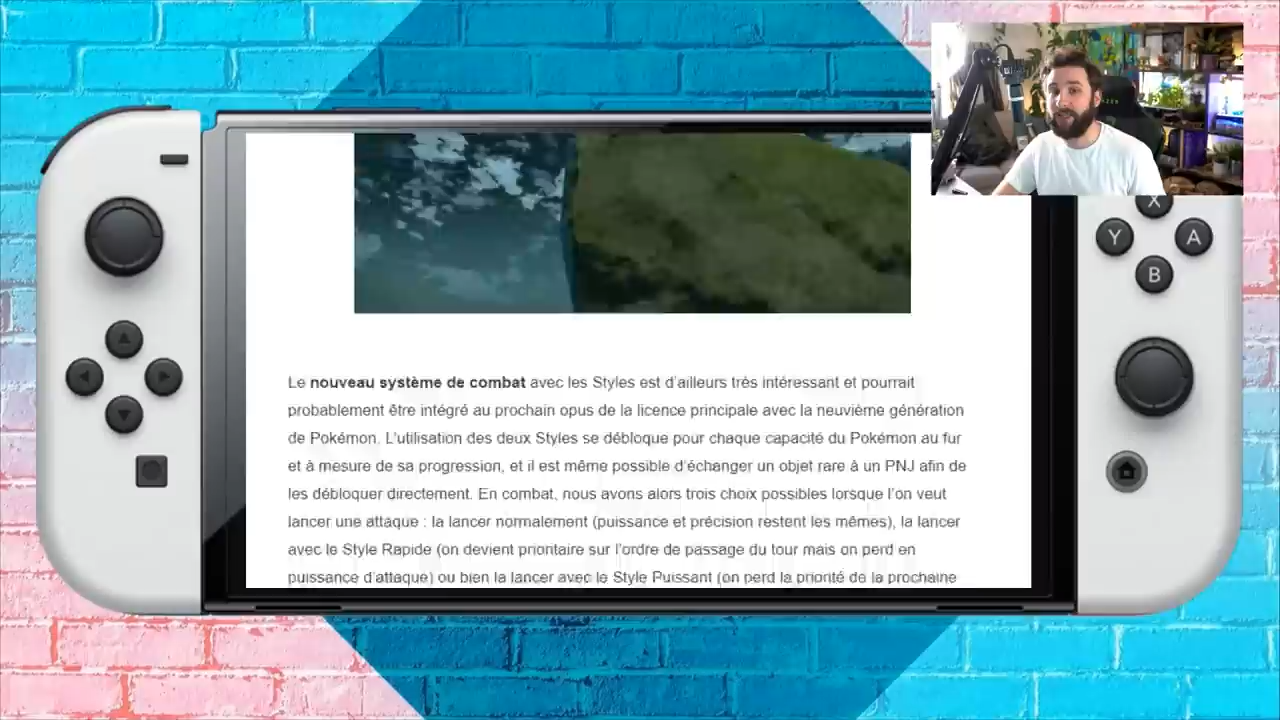 X
Y
A
B
Le nouveau système de combat avec les Styles est d'ailleurs très intéressant et pourrait
probablement être intégré au prochain opus de la licence principale avec la neuvième génération
de Pokémon. L'utilisation des deux Styles se débloque pour chaque capacité du Pokémon au fur
et à mesure de sa progression, et il est même possible d'échanger un objet rare à un PNJ afin de
les débloquer directement. En combat, nous avons alors trois choix possibles lorsque l'on veut
lancer une attaque : la lancer normalement (puissance et précision restent les mêmes), la lancer
avec le Style Rapide (on devient prioritaire sur l'ordre de passage du tour mais on perd en
puissance d'attaque) ou bien la lancer avec le Style Puissant (on perd la priorité de la prochaine